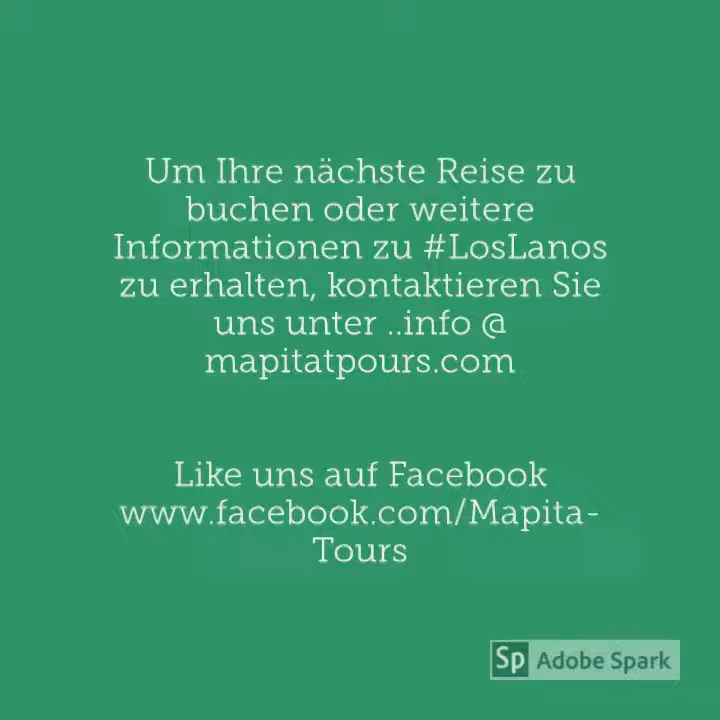 Um Ihre nächste Reise zu
buchen oder weitere
Informationen zu #LosLanos
zu erhalten, kontaktieren Sie
uns unter ..info @
mapitatpours.com
Like uns auf Facebook
www.facebook.com/Mapita-
Tours
Sp Adobe Spark